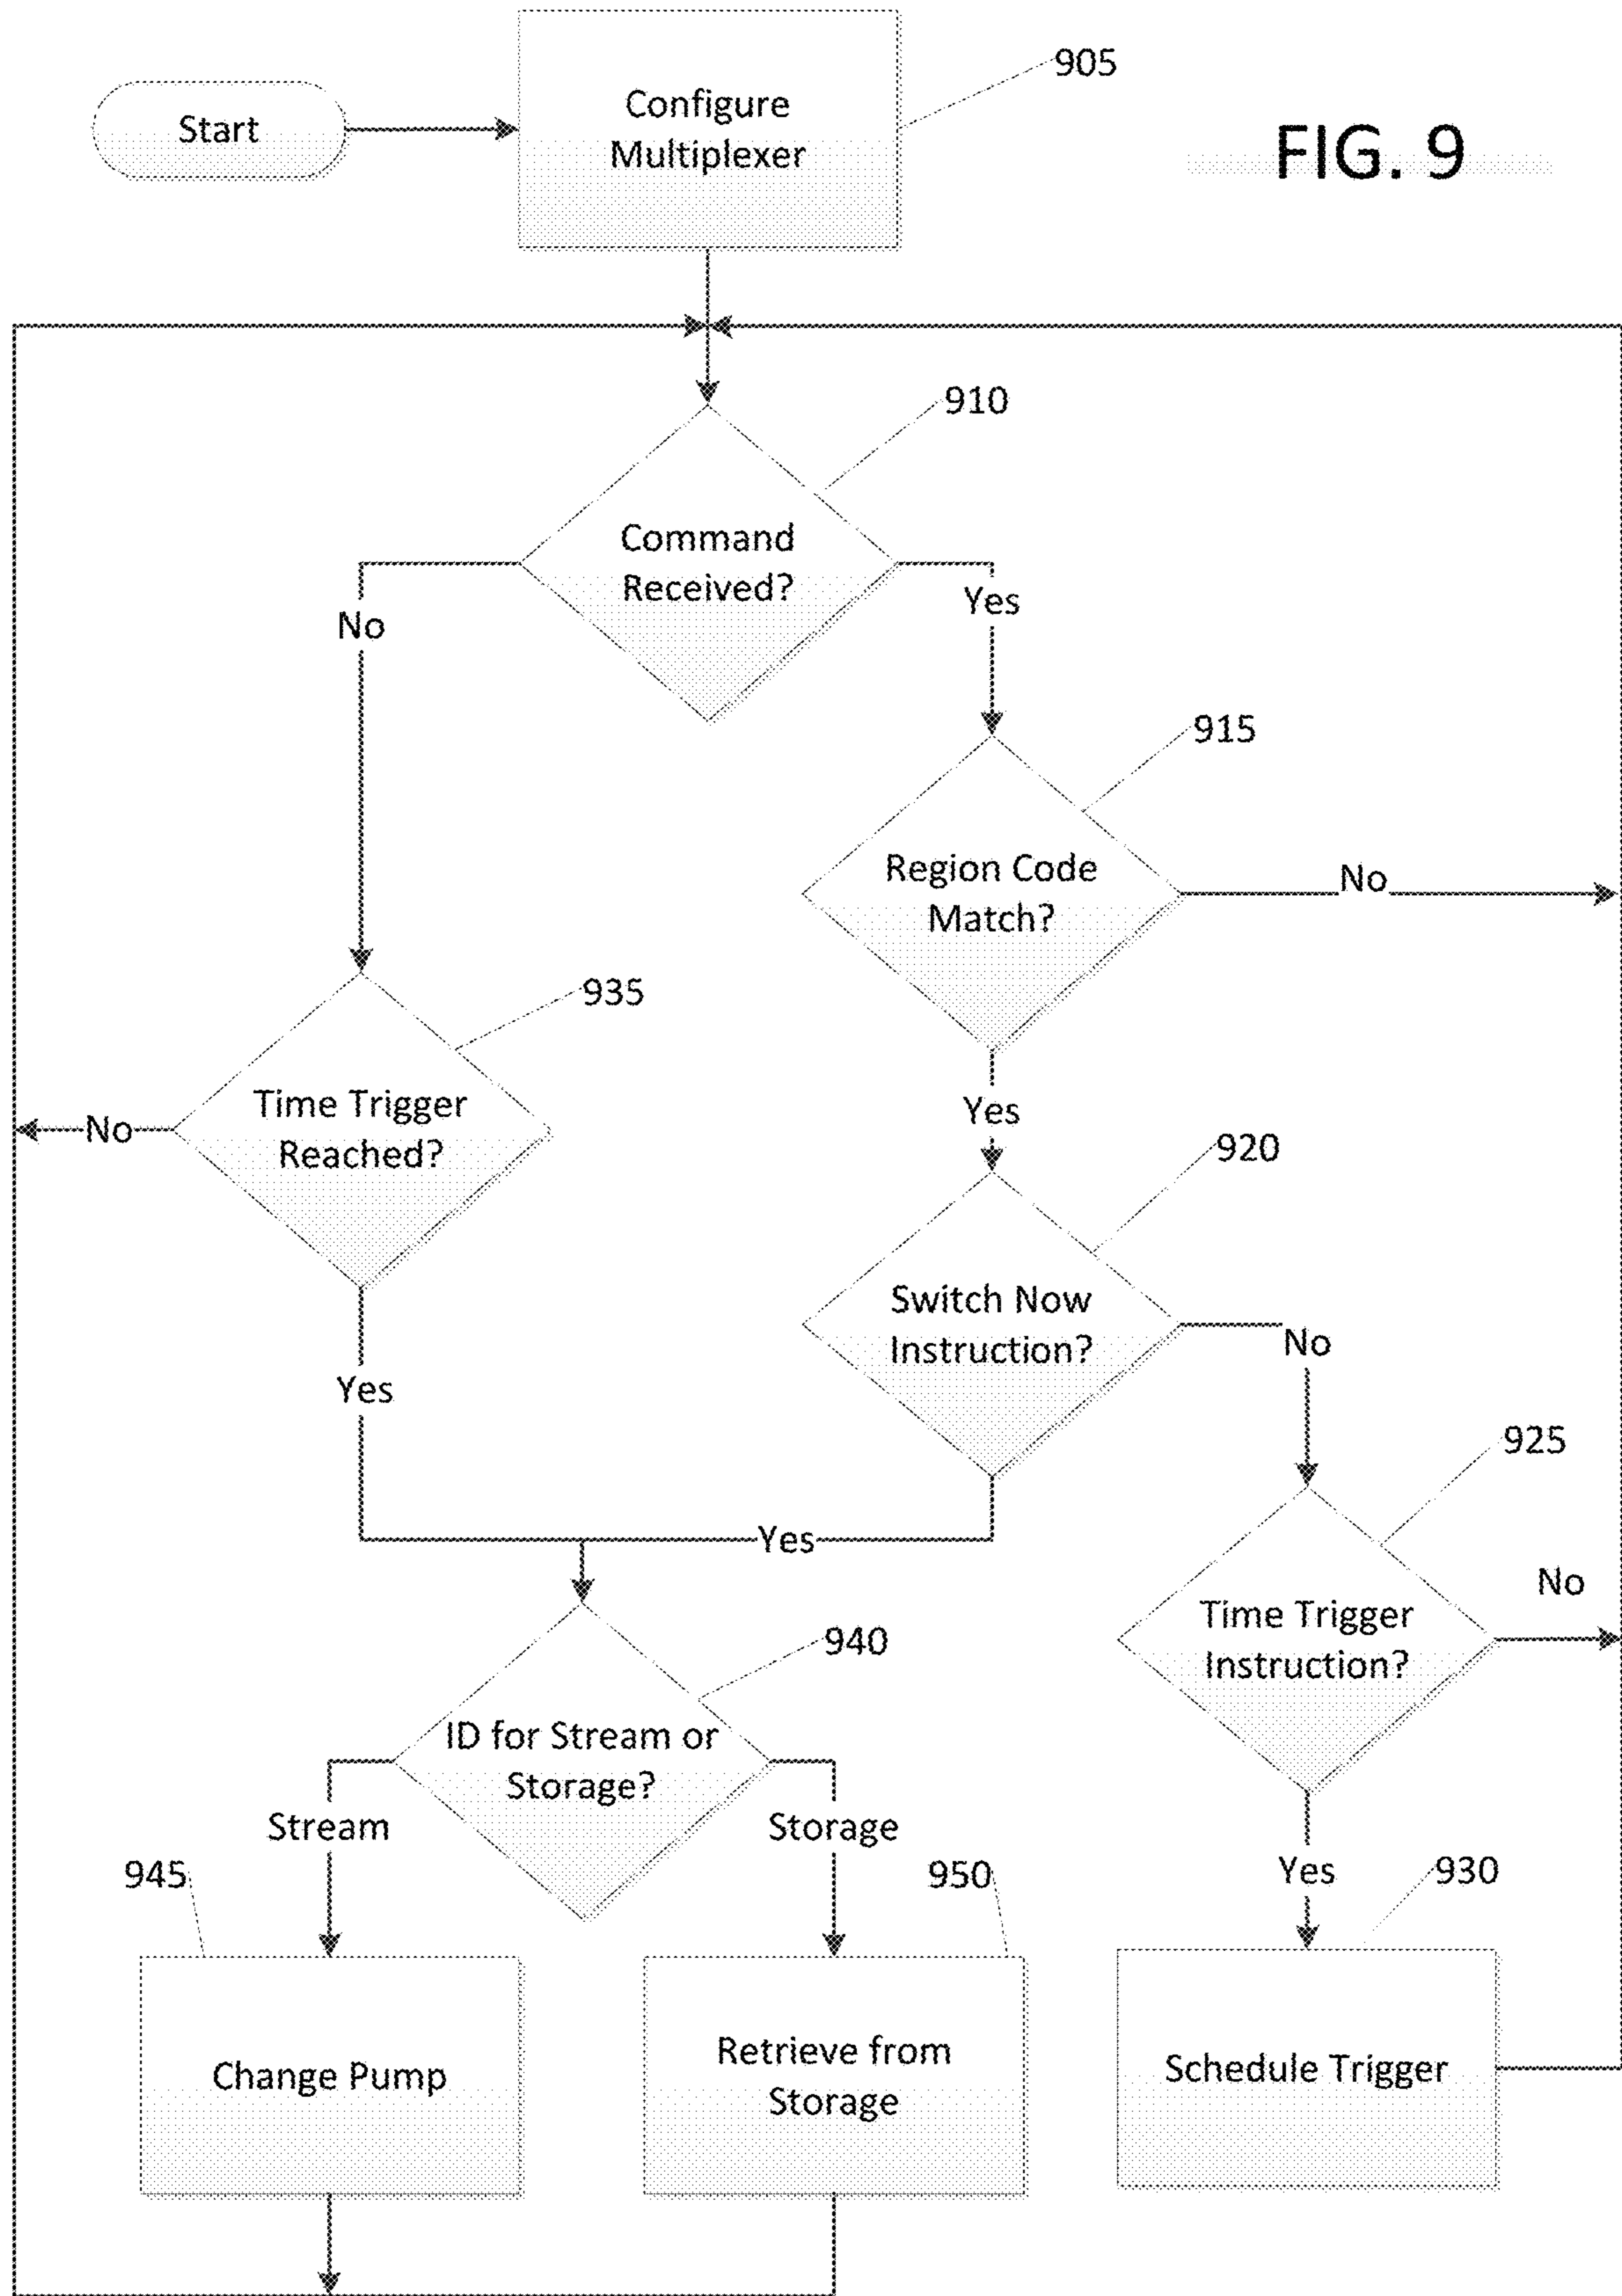 905
Start
Configure
Multiplexer
FIG. 9
910
Command
Received?
No
Yes
915
Region Code
Match?
No
935
Time Trigger
Reached?
No
Yes
920
Switch Now
Instruction?
No
Yes
925
Yes
Time Trigger
Instruction?
No
940
ID for Stream or
Storage?
Stream
Storage
Yes
945
950
930
Change Pump
Retrieve from
Storage
Schedule Trigger